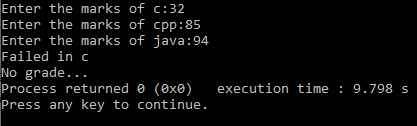 Enter the marks of c:32
Enter the marks of cpp:85
Enter the marks of java:94
Failed in c
No grade...
Process returned 0 (0x0)   execution time : 9.798 s
Press any key to continue.